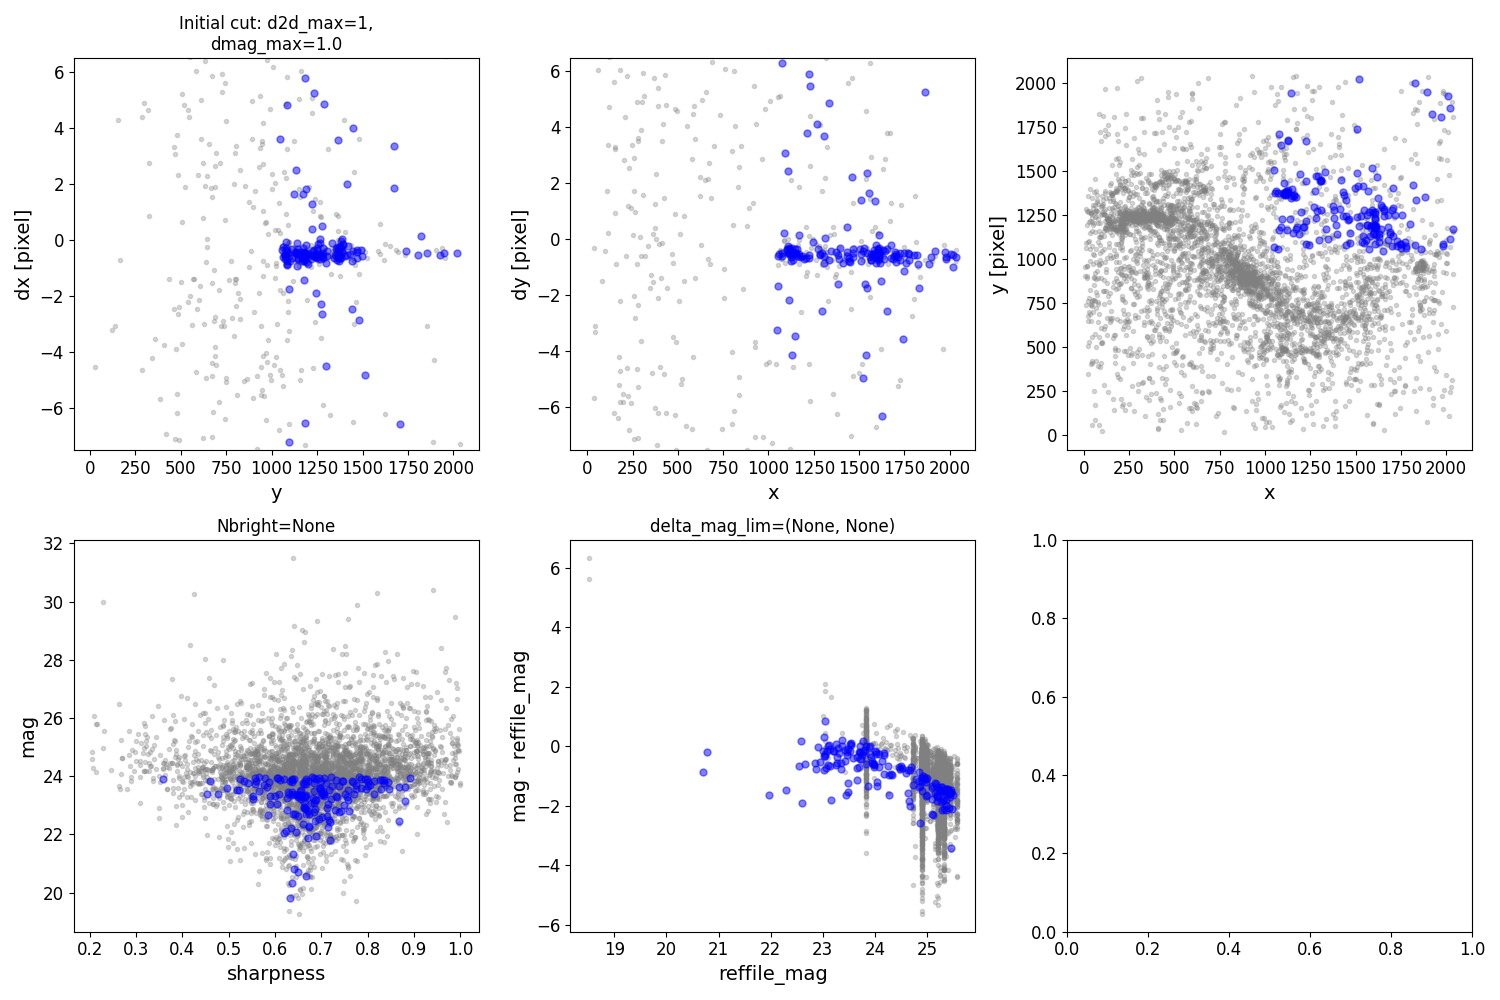 Initial cut: d2d_max=1,
dmag_max=1.0
6
4
2
0
−2
−4
−6
dx [pixel]
0 250 500 750 1000 1250 1500 1750 2000
y
6
4
2
0
−2
−4
−6
dy [pixel]
0 250 500 750 1000 1250 1500 1750 2000
x
2000
1750
1500
1250
1000
750
500
250
0
y [pixel]
0 250 500 750 1000 1250 1500 1750 2000
x
Nbright=None
32
30
28
26
24
22
20
mag
0.2 0.3 0.4 0.5 0.6 0.7 0.8 0.9 1.0
sharpness
delta_mag_lim=(None, None)
6
4
2
0
−2
−4
−6
mag - reffile_mag
19 20 21 22 23 24 25
reffile_mag
1.0
0.8
0.6
0.4
0.2
0.0
0.0 0.2 0.4 0.6 0.8 1.0